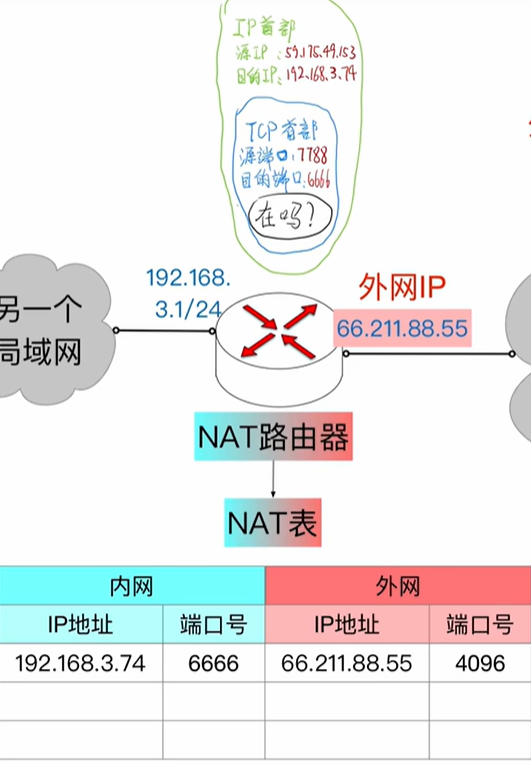 IP首部
源IP：59.175.49.153
目的IP：192.168.3.74
TCP首部
源端口：7788
目的端口：6666
在吗？
192.168.
3.1/24
外网IP
66.211.88.55
另一个
局域网
NAT路由器
NAT表
内网 外网
IP地址 端口号 IP地址 端口号
192.168.3.74 6666 66.211.88.55 4096